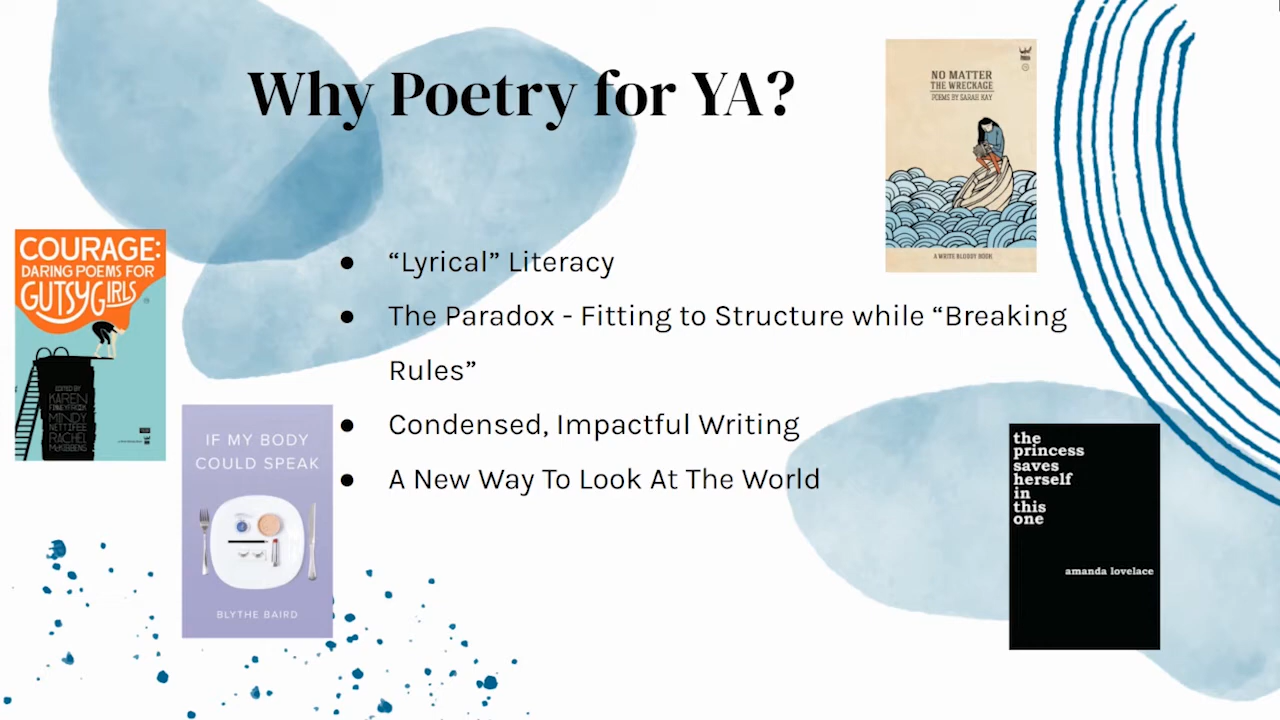 Why Poetry for YA?
NO MATTER
THE WRECKAGE
POEMS BY SARAH KAY
A WRITE BLOODY BOOK
COURAGE:
DARING POEMS FOR
GUTSY GIRLS
EDITED BY
KAREN
FINNEYFROCK
MINDY
NETTIFEE
RACHEL
McKIBBENS
● “Lyrical” Literacy
● The Paradox - Fitting to Structure while “Breaking
Rules”
● Condensed, Impactful Writing
● A New Way To Look At The World
IF MY BODY
COULD SPEAK
BLYTHE BAIRD
the
princess
saves
herself
in
this
one
amanda lovelace